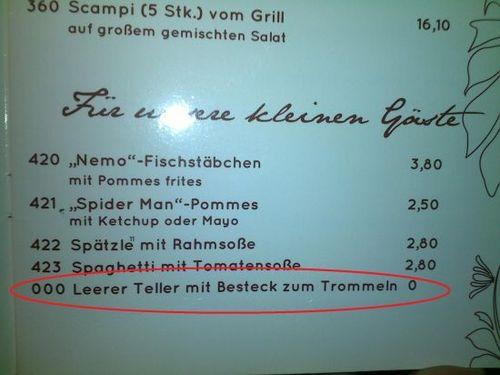 360 Scampi (5 Stk.) vom Grill 16,10
auf großem gemischten Salat
Für unsere kleinen Gäste
420 „Nemo“-Fischstäbchen 3,80
mit Pommes frites
421 „Spider Man“-Pommes 2,50
mit Ketchup oder Mayo
422 Spätzle mit Rahmsoße 2,80
423 Spaghetti mit Tomatensoße 2,80
000 Leerer Teller mit Besteck zum Trommeln 0